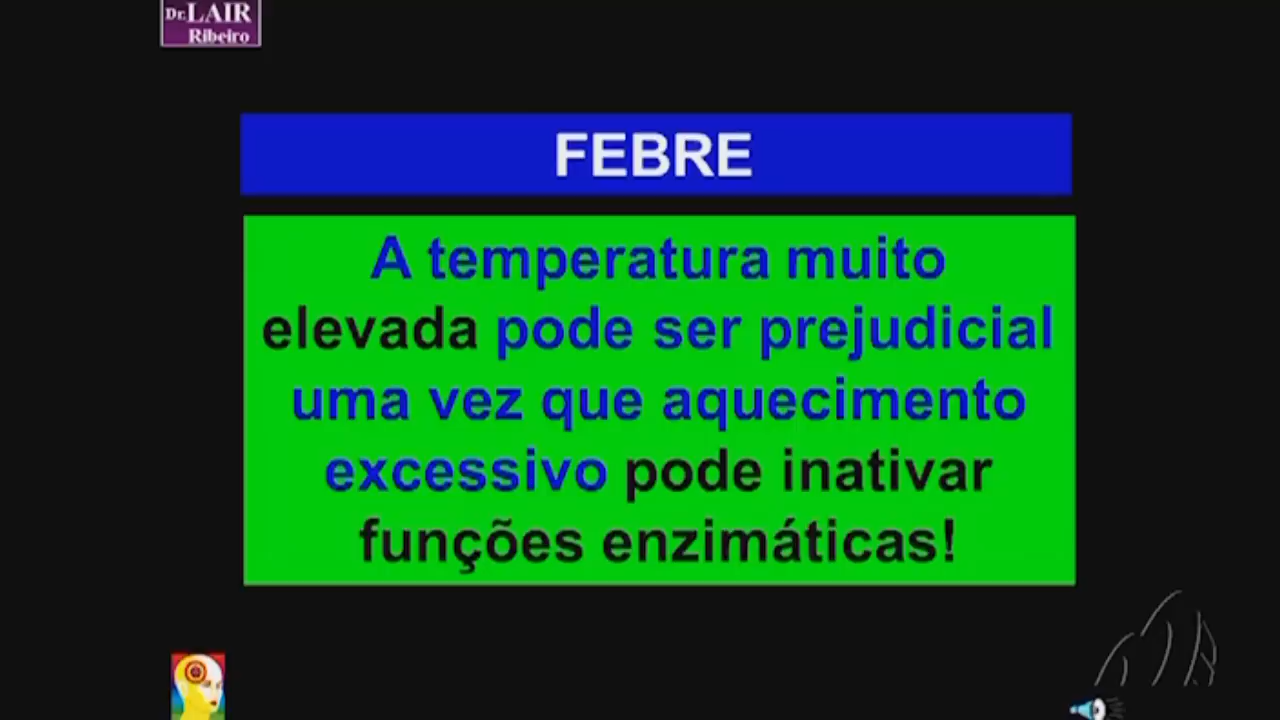 Dr. LAIR
Ribeiro
FEBRE
A temperatura muito
elevada pode ser prejudicial
uma vez que aquecimento
excessivo pode inativar
funções enzimáticas!